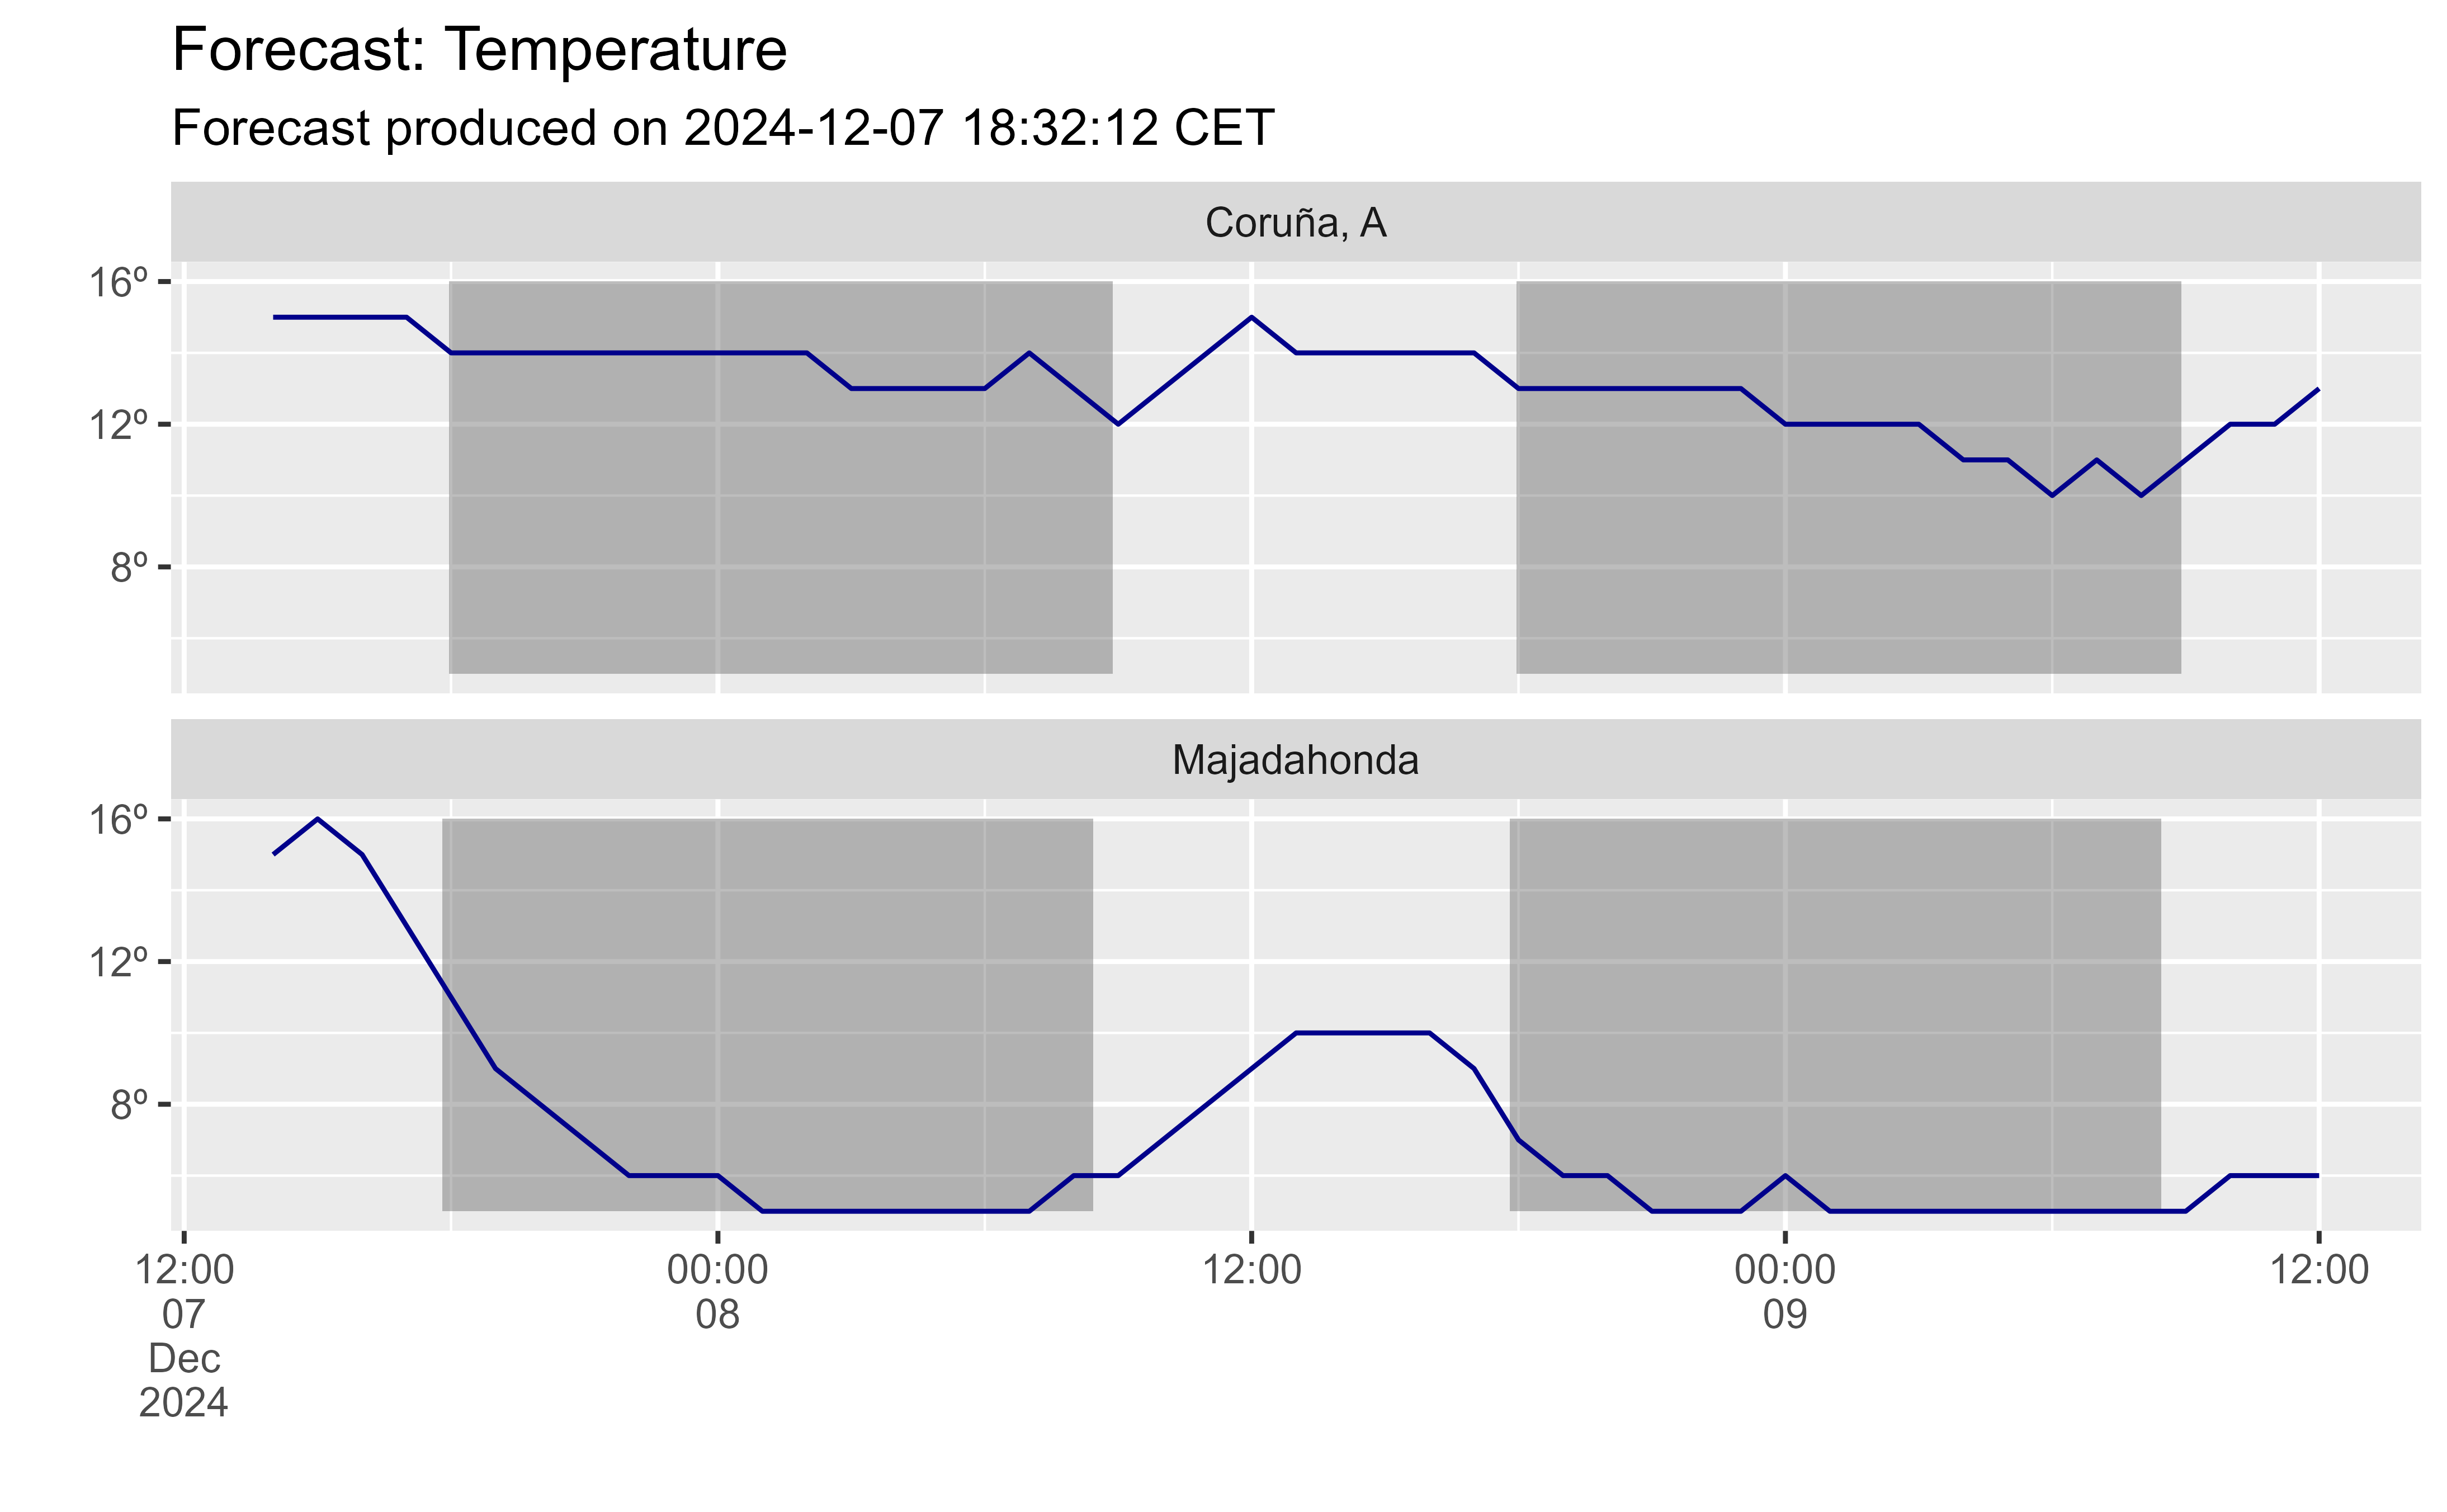 Forecast: Temperature
Forecast produced on 2024-12-07 18:32:12 CET
Coruña, A
16º
12º
8º
Majadahonda
16º
12º
8º
12:00 00:00 12:00 00:00 12:00
07 08 09
Dec
2024